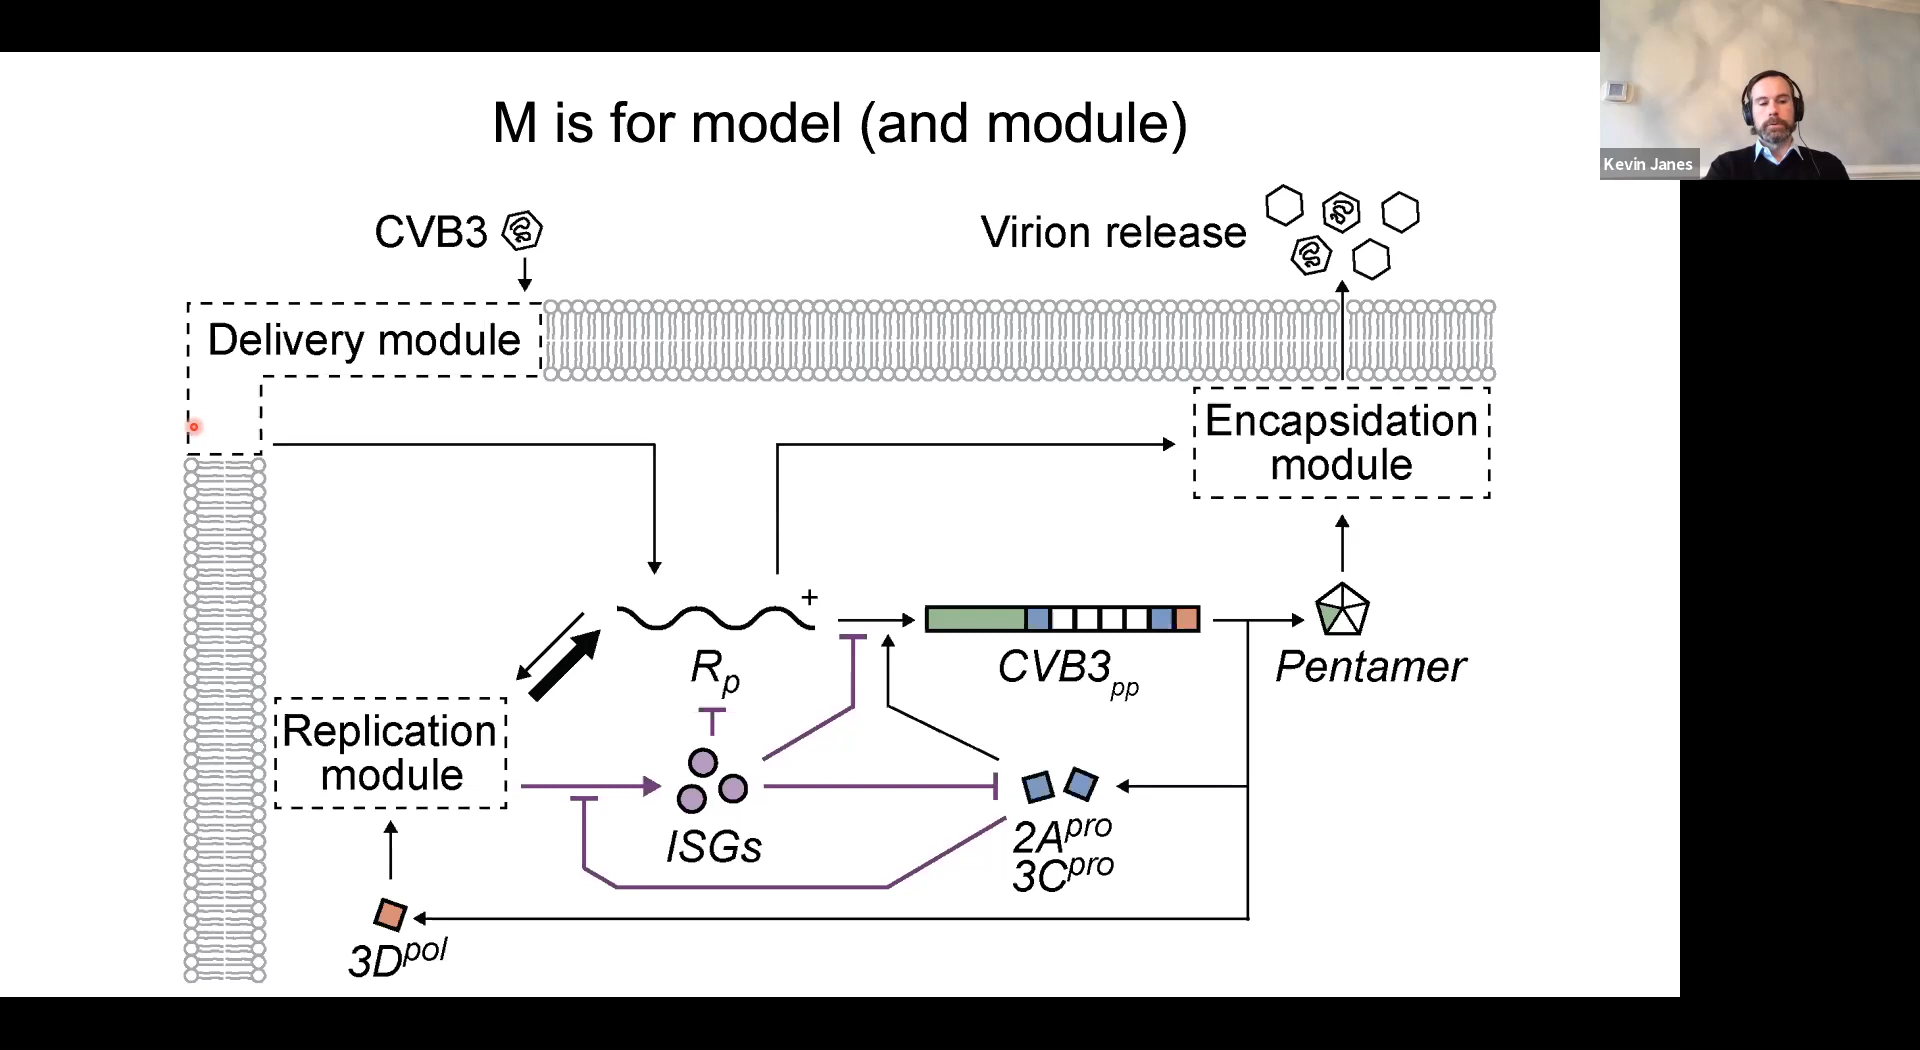 M is for model (and module)
Kevin Janes
CVB3
Virion release
Delivery module
Encapsidation
module
+
Rp
CVB3pp
Pentamer
Replication
module
ISGs
2Apro
3Cpro
3Dpol